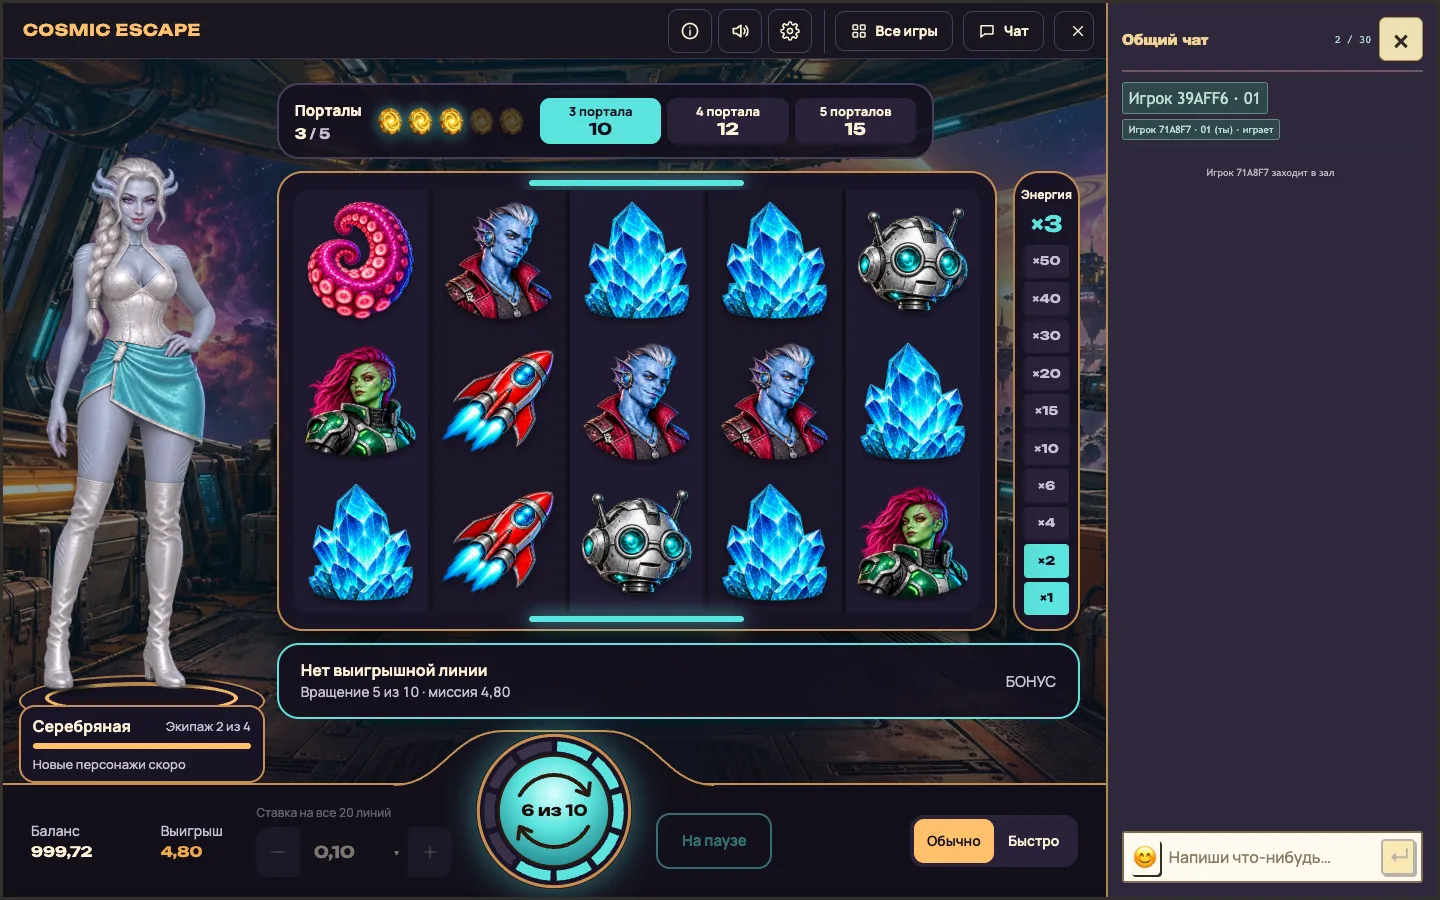 COSMIC ESCAPE
Все игры
Чат
Порталы
3 / 5
3 портала
10
4 портала
12
5 порталов
15
Энергия
×3
×50
×40
×30
×20
×15
×10
×6
×4
×2
×1
Нет выигрышной линии
Вращение 5 из 10 · миссия 4,80
БОНУС
Серебряная
Экипаж 2 из 4
Новые персонажи скоро
Баланс
999,72
Выигрыш
4,80
Ставка на все 20 линий
0,10
6 из 10
На паузе
Обычно
Быстро
Общий чат
2 / 30
Игрок 39AFF6 · 01
Игрок 71A8F7 · 01 (ты) · играет
Игрок 71A8F7 заходит в зал
Напиши что-нибудь...